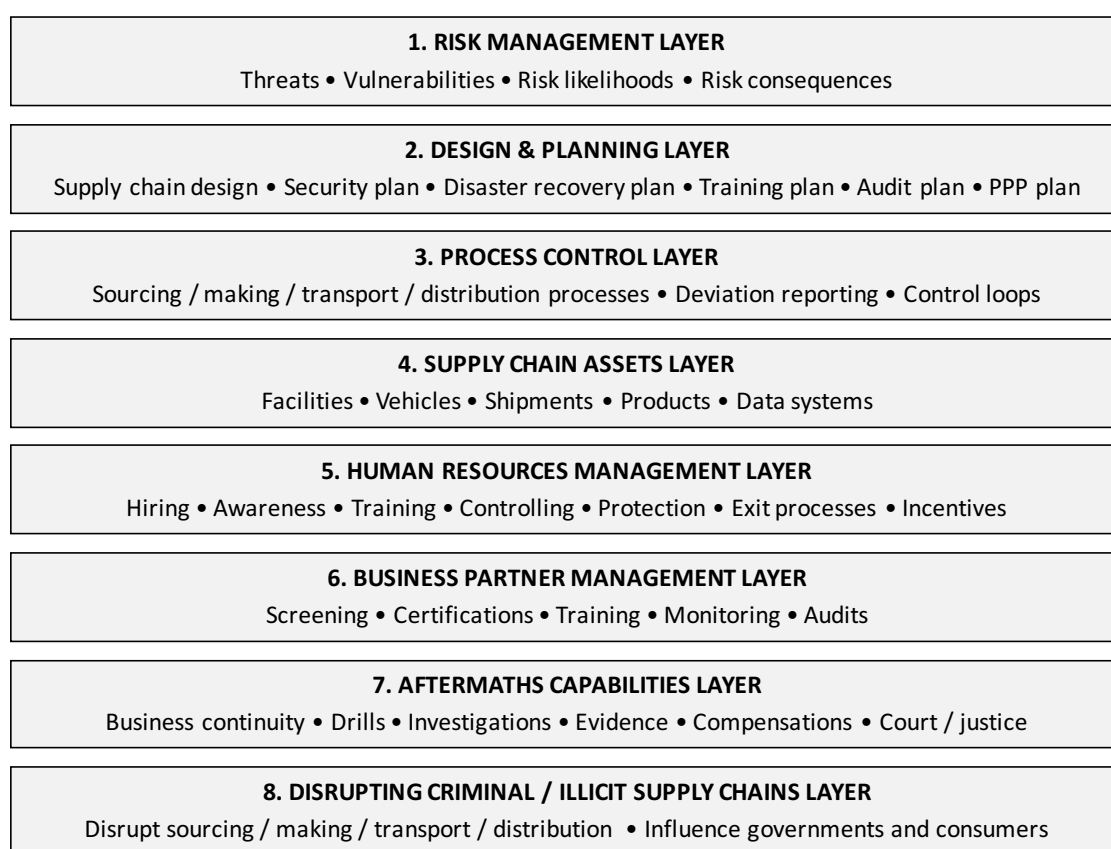 1. RISK MANAGEMENT LAYER
Threats • Vulnerabilities • Risk likelihoods • Risk consequences
2. DESIGN & PLANNING LAYER
Supply chain design • Security plan • Disaster recovery plan • Training plan • Audit plan • PPP plan
3. PROCESS CONTROL LAYER
Sourcing / making / transport / distribution processes • Deviation reporting • Control loops
4. SUPPLY CHAIN ASSETS LAYER
Facilities • Vehicles • Shipments • Products • Data systems
5. HUMAN RESOURCES MANAGEMENT LAYER
Hiring • Awareness • Training • Controlling • Protection • Exit processes • Incentives
6. BUSINESS PARTNER MANAGEMENT LAYER
Screening • Certifications • Training • Monitoring • Audits
7. AFTERMATHS CAPABILITIES LAYER
Business continuity • Drills • Investigations • Evidence • Compensations • Court / justice
8. DISRUPTING CRIMINAL / ILLICIT SUPPLY CHAINS LAYER
Disrupt sourcing / making / transport / distribution • Influence governments and consumers